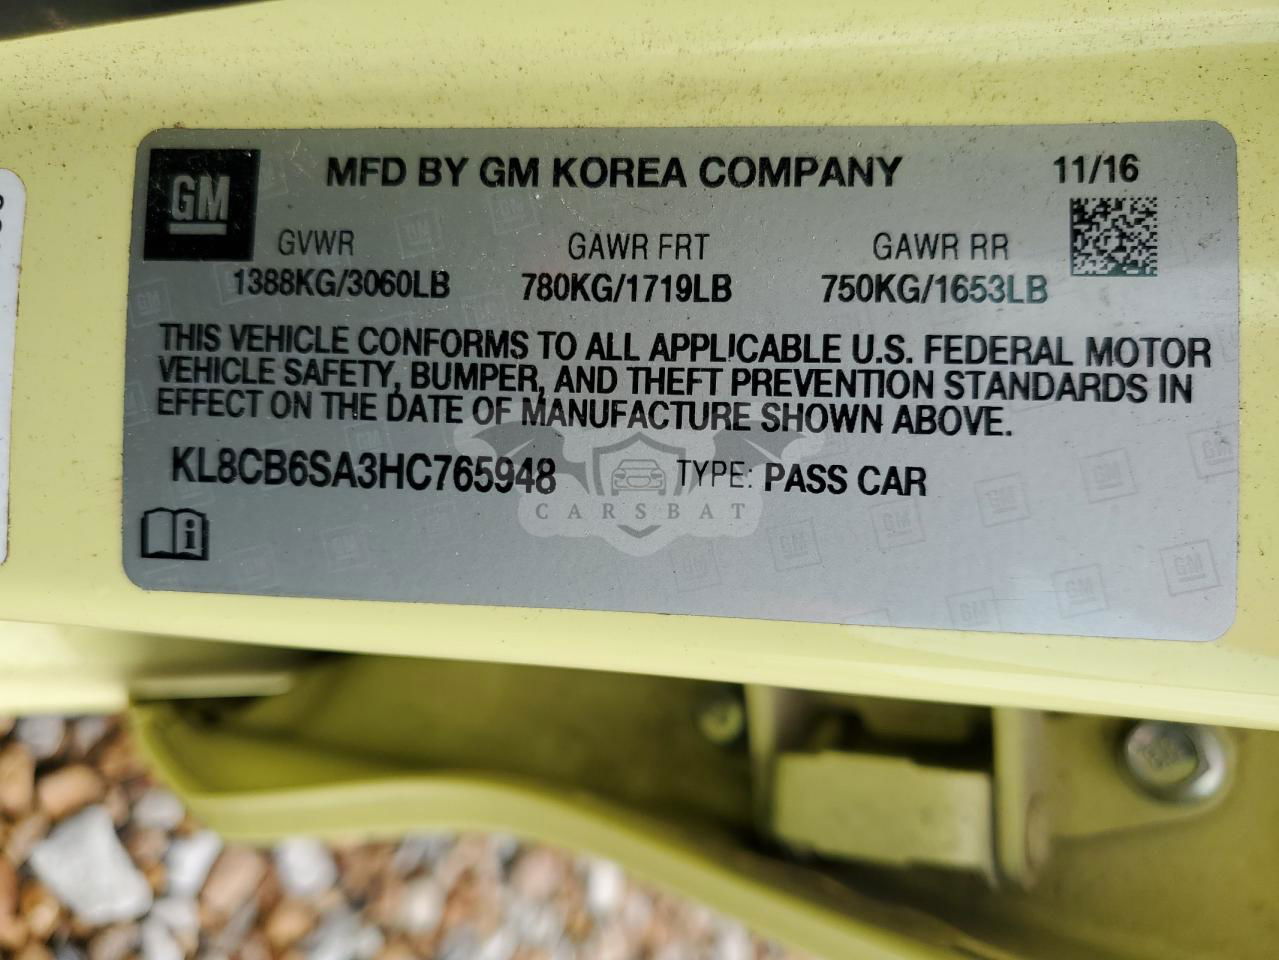 GM
MFD BY GM KOREA COMPANY 11/16
GVWR GAWR FRT GAWR RR
1388KG/3060LB 780KG/1719LB 750KG/1653LB
THIS VEHICLE CONFORMS TO ALL APPLICABLE U.S. FEDERAL MOTOR
VEHICLE SAFETY, BUMPER, AND THEFT PREVENTION STANDARDS IN
EFFECT ON THE DATE OF MANUFACTURE SHOWN ABOVE.
KL8CB6SA3HC765948 TYPE: PASS CAR
CARSBAT